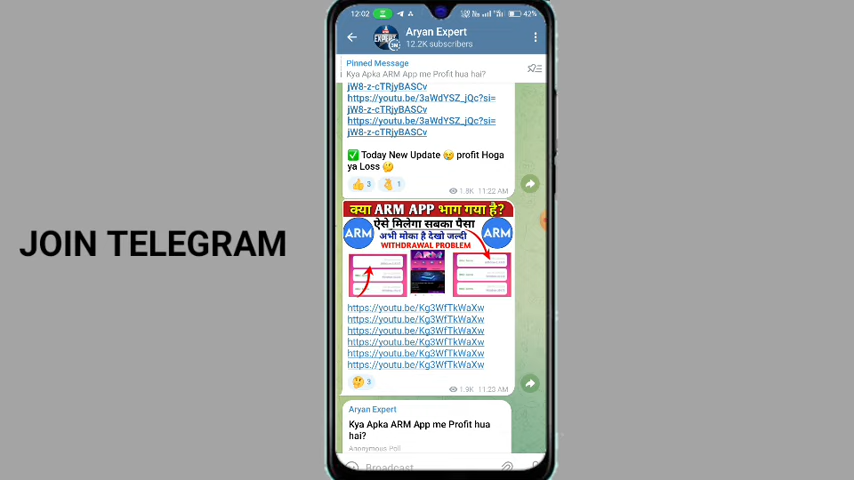 12:02
42%
Aryan Expert
12.2K subscribers
Pinned Message
Kya Apka ARM App me Profit hua hai?
jW8-z-cTRjyBASCv
https://youtu.be/3aWdYSZ_jQc?si=
jW8-z-cTRjyBASCv
https://youtu.be/3aWdYSZ_jQc?si=
jW8-z-cTRjyBASCv
✅ Today New Update 😢 profit Hoga
ya Loss 🤔
👍 3
1
1.8K 11:22 AM
क्या ARM APP भाग गया है?
ऐसे मिलेगा सबका पैसा
ARM
अभी मोका है देखो जल्दी
ARM
WITHDRAWAL PROBLEM
https://youtu.be/Kg3WfTkWaXw
https://youtu.be/Kg3WfTkWaXw
https://youtu.be/Kg3WfTkWaXw
https://youtu.be/Kg3WfTkWaXw
https://youtu.be/Kg3WfTkWaXw
https://youtu.be/Kg3WfTkWaXw
🤔 3
1.9K 11:23 AM
Aryan Expert
Kya Apka ARM App me Profit hua
hai?
Anonymous Poll
Broadcast
JOIN TELEGRAM